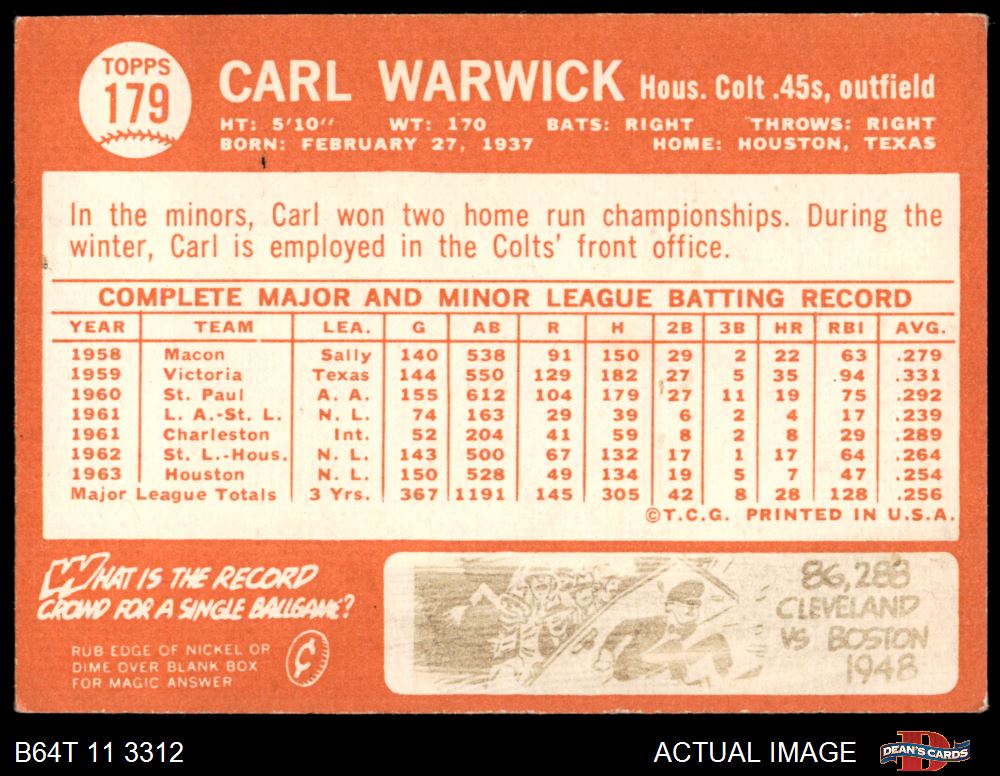 TOPPS
179
CARL WARWICK Hous. Colt .45s, outfield
HT: 5'10" WT: 170 BATS: RIGHT THROWS: RIGHT
BORN: FEBRUARY 27, 1937 HOME: HOUSTON, TEXAS
In the minors, Carl won two home run championships. During the
winter, Carl is employed in the Colts' front office.
COMPLETE MAJOR AND MINOR LEAGUE BATTING RECORD
YEAR TEAM LEA. G AB R H 2B 3B HR RBI AVG.
1958 Macon Sally 140 538 91 150 29 2 22 63 .279
1959 Victoria Texas 144 550 129 182 27 5 35 94 .331
1960 St. Paul A. A. 155 612 104 179 27 11 19 75 .292
1961 L. A.-St. L. N. L. 74 163 29 39 6 2 4 17 .239
1961 Charleston Int. 52 204 41 59 8 2 8 29 .289
1962 St. L.-Hous. N. L. 143 500 67 132 17 1 17 64 .264
1963 Houston N. L. 150 528 49 134 19 5 7 47 .254
Major League Totals 3 Yrs. 367 1191 145 305 42 8 28 128 .256
©T.C.G. PRINTED IN U.S.A.
WHAT IS THE RECORD
CROWD FOR A SINGLE BALLGAME?
RUB EDGE OF NICKEL OR
DIME OVER BLANK BOX
FOR MAGIC ANSWER
¢
86,288
CLEVELAND
VS BOSTON
1948
B64T 11 3312
ACTUAL IMAGE
D
DEAN'S CARDS